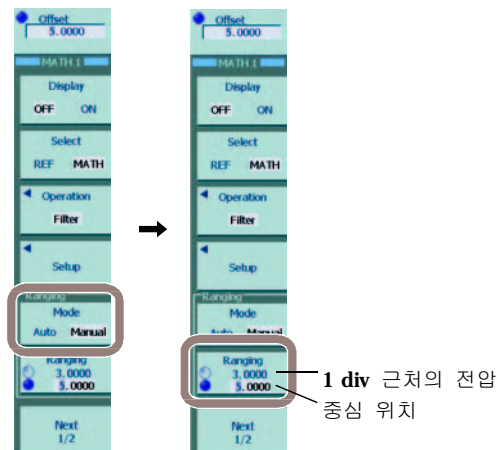 Offset
5.0000
MATH 1
Display
OFF ON
Select
REF MATH
Operation
Filter
Setup
Ranging
Mode
Auto Manual
Ranging
3.0000
5.0000
Next
1/2
Offset
5.0000
MATH 1
Display
OFF ON
Select
REF MATH
Operation
Filter
Setup
Ranging
Mode
Auto Manual
Ranging
3.0000
5.0000
Next
1/2
1 div 근처의 전압
중심 위치